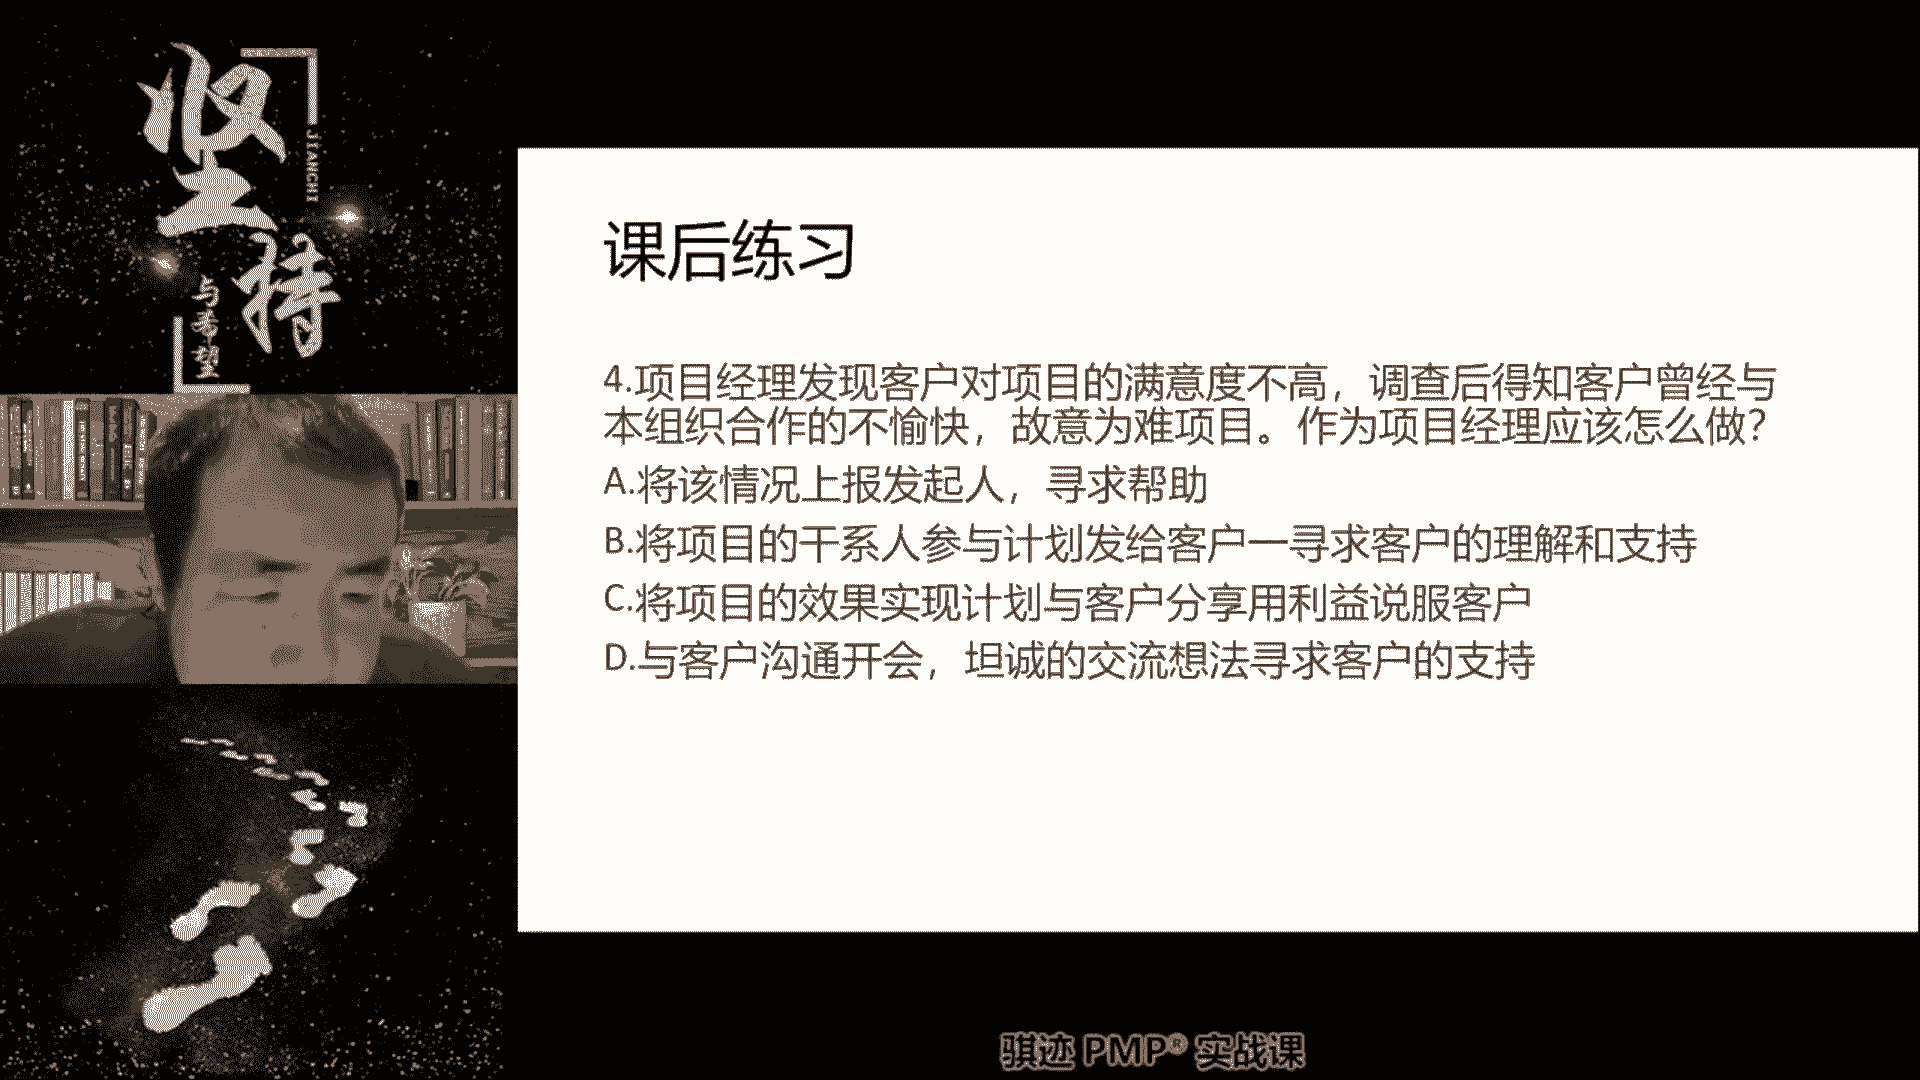 坚持
JIANCHI
与希望
课后练习
4.项目经理发现客户对项目的满意度不高，调查后得知客户曾经与
本组织合作的不愉快，故意为难项目。作为项目经理应该怎么做？
A.将该情况上报发起人，寻求帮助
B.将项目的干系人参与计划发给客户一寻求客户的理解和支持
C.将项目的效果实现计划与客户分享用利益说服客户
D.与客户沟通开会，坦诚的交流想法寻求客户的支持
骐迹 PMP® 实战课